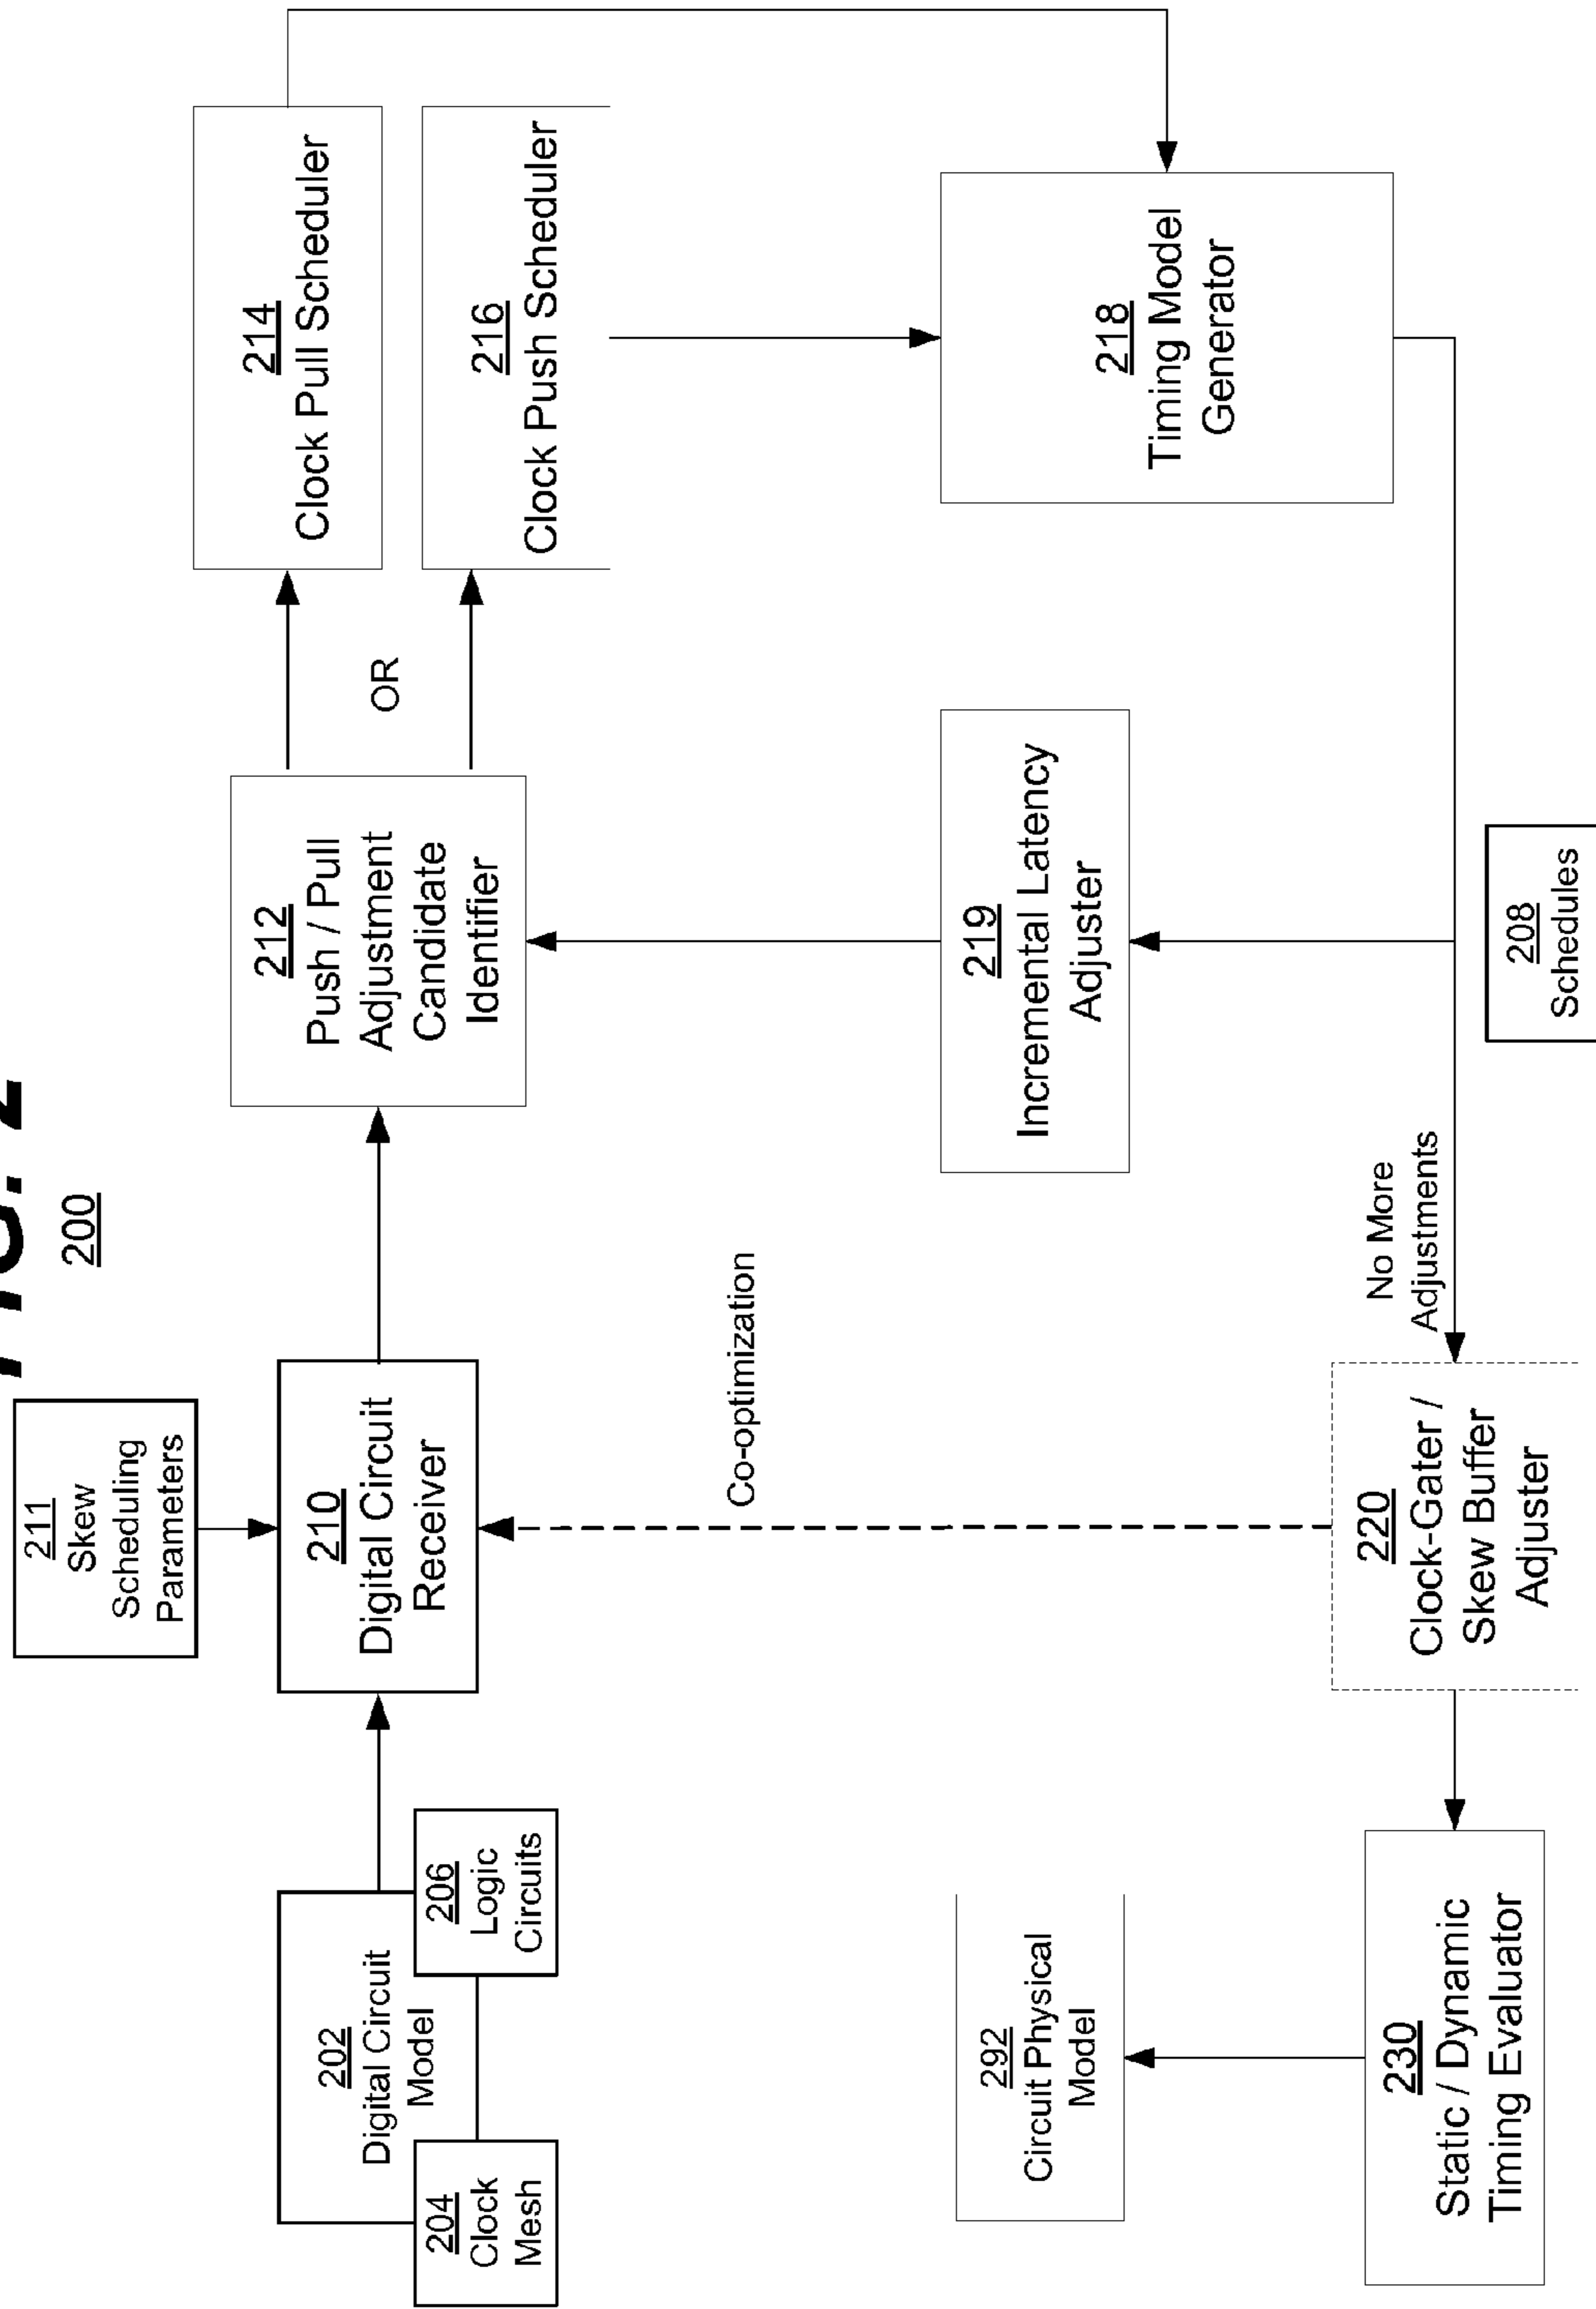 FIG. 2
200
211
Skew
Scheduling
Parameters
202
Digital Circuit
Model
204
Clock
Mesh
206
Logic
Circuits
210
Digital Circuit
Receiver
212
Push / Pull
Adjustment
Candidate
Identifier
OR
214
Clock Pull Scheduler
216
Clock Push Scheduler
Co-optimization
219
Incremental Latency
Adjuster
218
Timing Model
Generator
292
Circuit Physical
Model
230
Static / Dynamic
Timing Evaluator
220
Clock-Gater /
Skew Buffer
Adjuster
No More
Adjustments
208
Schedules